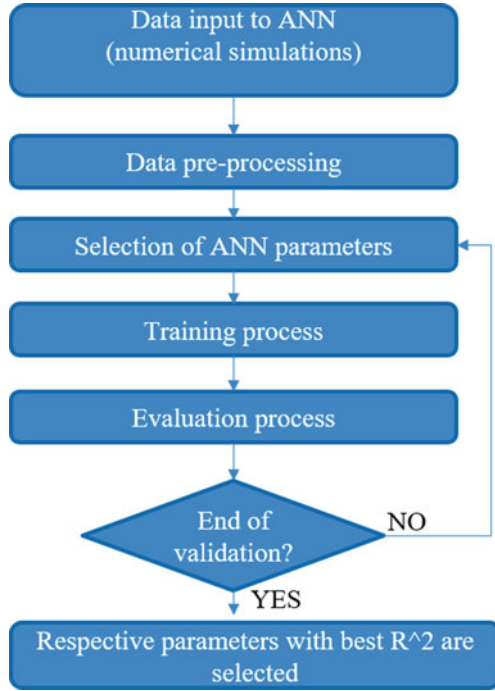 Data input to ANN
(numerical simulations)
Data pre-processing
Selection of ANN parameters
Training process
Evaluation process
End of
validation?
NO
YES
Respective parameters with best R^2 are
selected